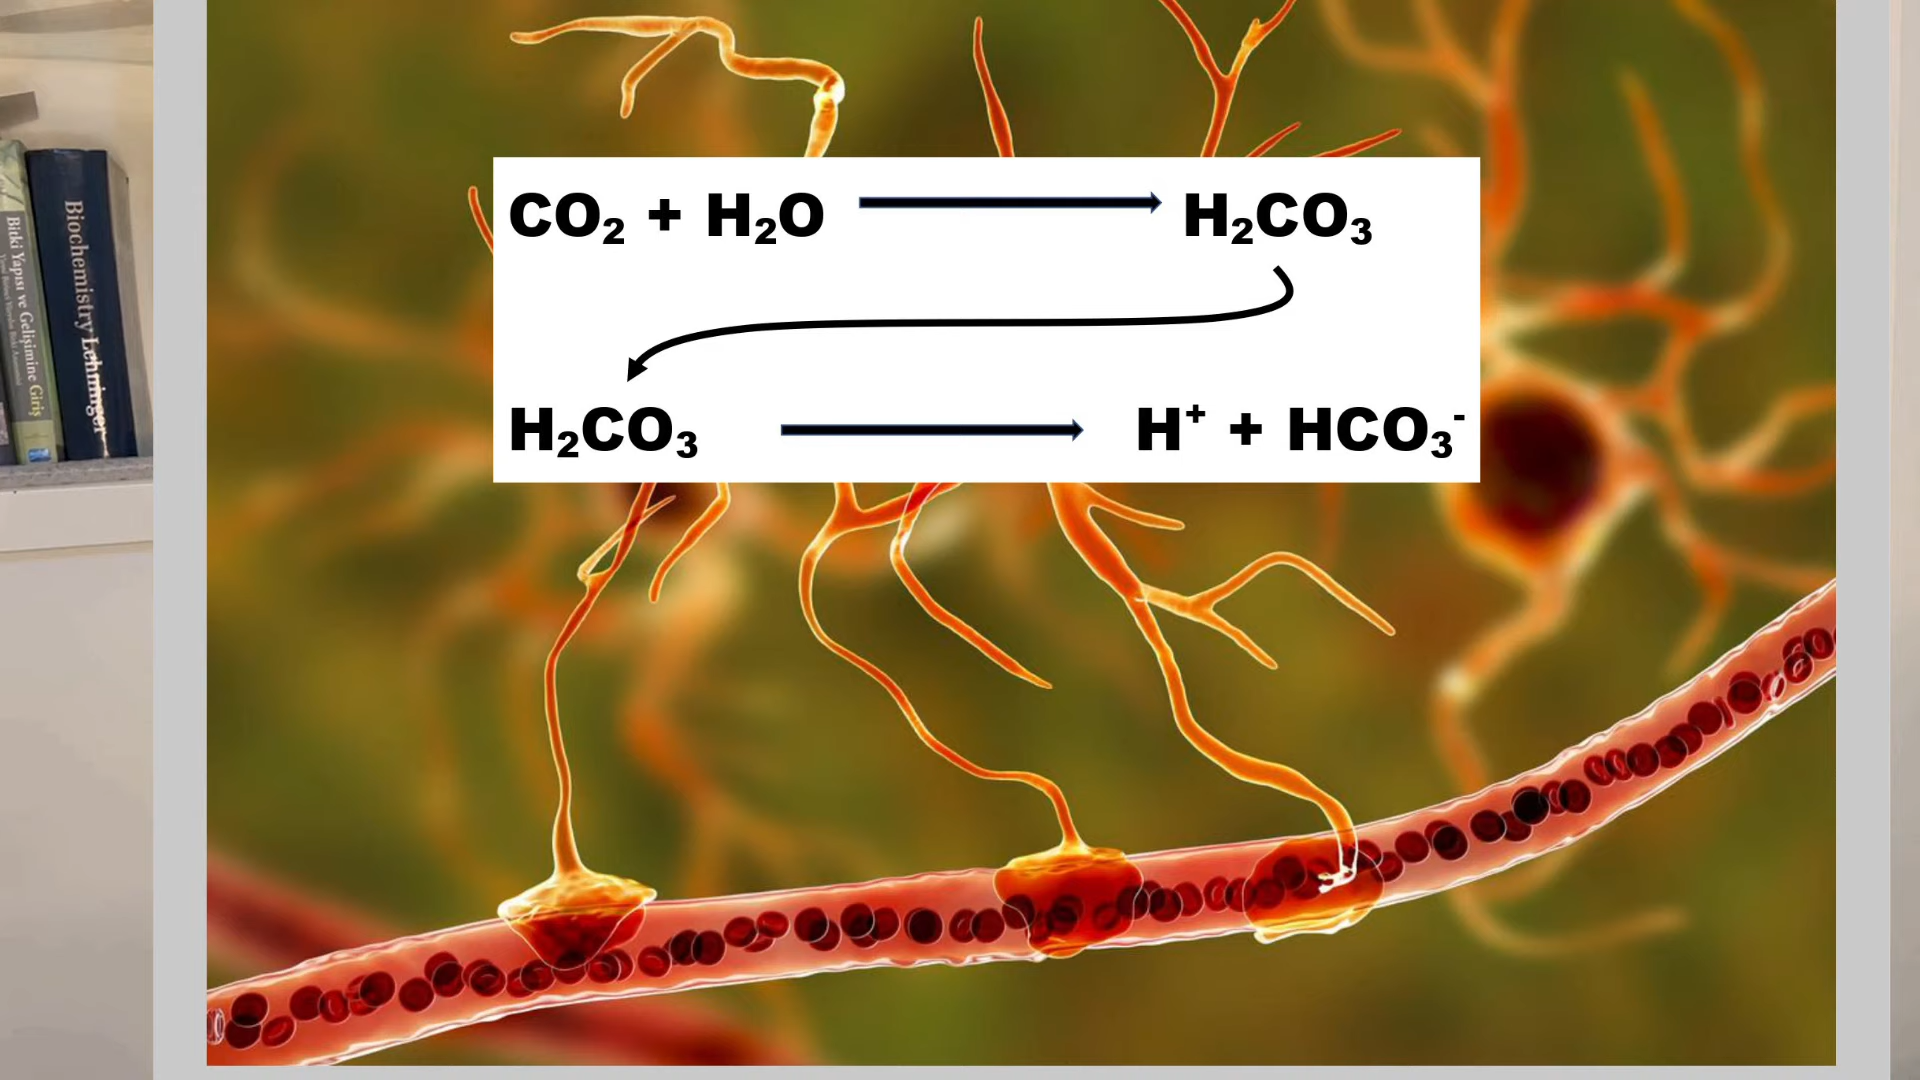 CO₂ + H₂O → H₂CO₃
H₂CO₃ → H⁺ + HCO₃⁻
Biochemistry Lehninger
Bitki Yapısı ve Gelişimine Giriş